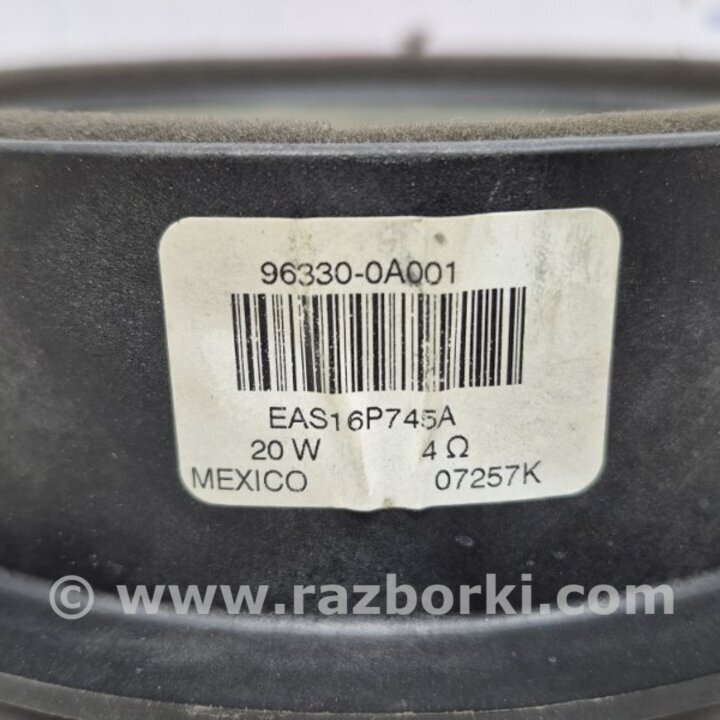 96330-0A001
EAS16P745A
20 W 4 Ω
MEXICO 07257K
© www.razborki.com